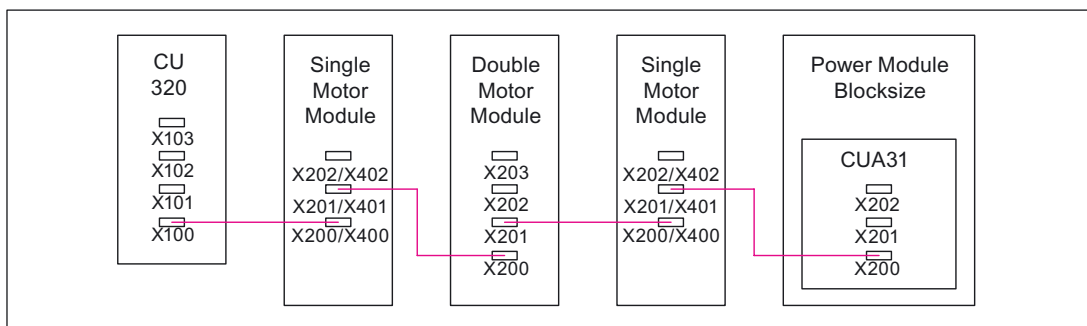 CU
320
X103
X102
X101
X100
Single
Motor
Module
X202/X402
X201/X401
X200/X400
Double
Motor
Module
X203
X202
X201
X200
Single
Motor
Module
X202/X402
X201/X401
X200/X400
Power Module
Blocksize
CUA31
X202
X201
X200